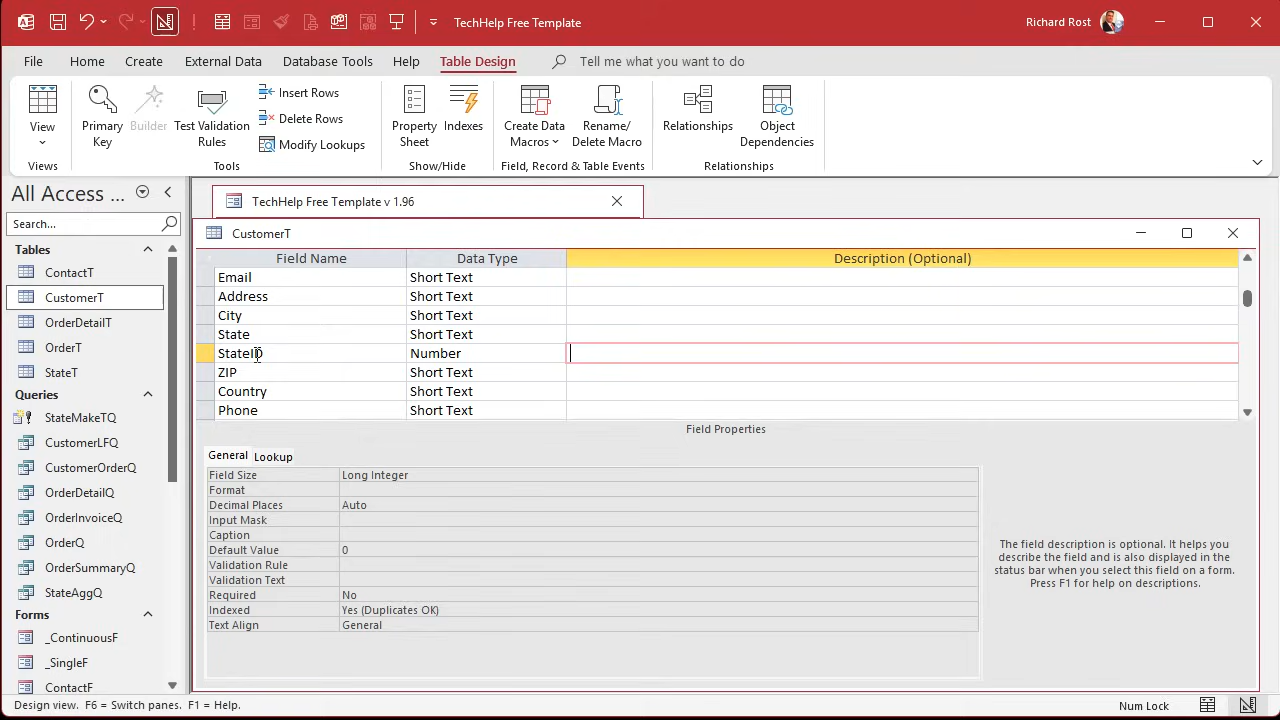 TechHelp Free Template
Richard Rost
File Home Create External Data Database Tools Help Table Design Tell me what you want to do
View
Primary Key
Builder
Test Validation Rules
Insert Rows
Delete Rows
Modify Lookups
Property Sheet
Indexes
Create Data Macros
Rename/ Delete Macro
Relationships
Object Dependencies
Views Tools Show/Hide Field, Record & Table Events Relationships
All Access ...
Search...
Tables
ContactT
CustomerT
OrderDetailT
OrderT
StateT
Queries
StateMakeTQ
CustomerLFQ
CustomerOrderQ
OrderDetailQ
OrderInvoiceQ
OrderQ
OrderSummaryQ
StateAggQ
Forms
_ContinuousF
_SingleF
ContactF
TechHelp Free Template v 1.96
CustomerT
Field Name Data Type Description (Optional)
Email Short Text
Address Short Text
City Short Text
State Short Text
StateID Number
ZIP Short Text
Country Short Text
Phone Short Text
Field Properties
General Lookup
Field Size Long Integer
Format
Decimal Places Auto
Input Mask
Caption
Default Value 0
Validation Rule
Validation Text
Required No
Indexed Yes (Duplicates OK)
Text Align General
The field description is optional. It helps you
describe the field and is also displayed in the
status bar when you select this field on a form.
Press F1 for help on descriptions.
Design view. F6 = Switch panes. F1 = Help.
Num Lock